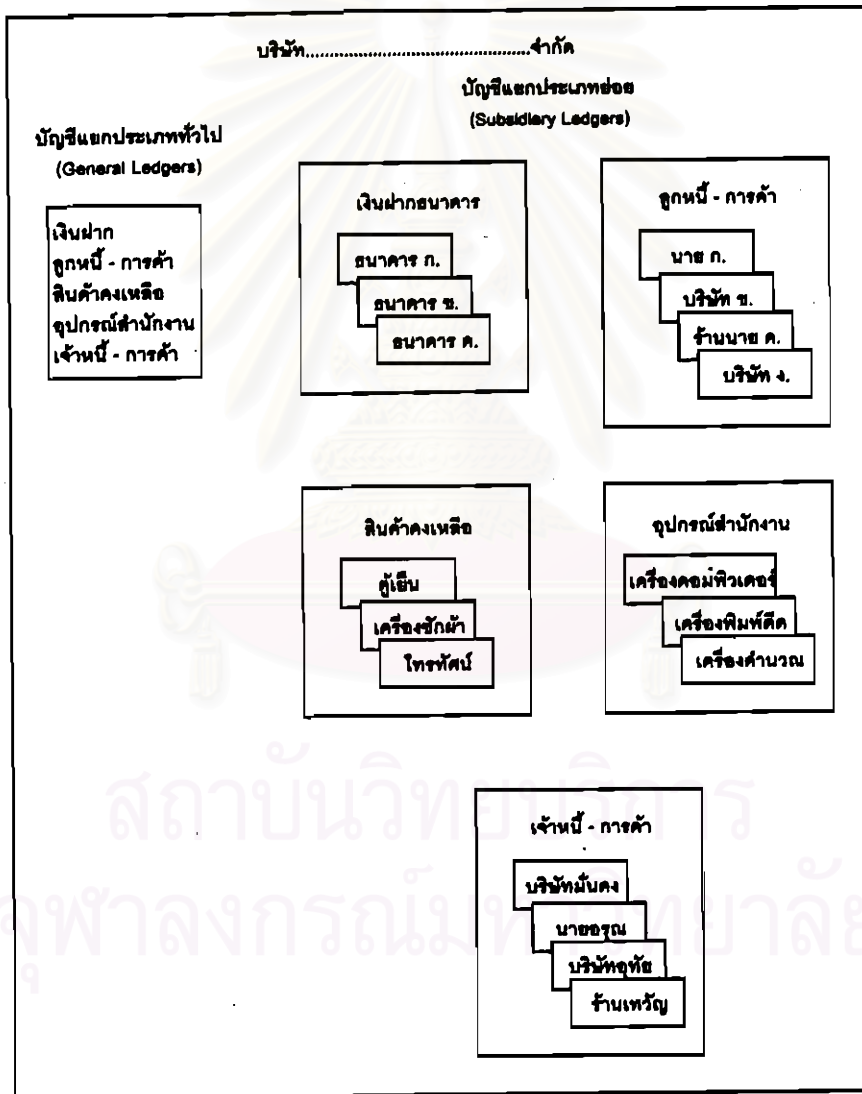 บริษัท..............................................จำกัด
บัญชีแยกประเภทย่อย
(Subsidiary Ledgers)
บัญชีแยกประเภททั่วไป
(General Ledgers)
เงินฝาก
ลูกหนี้ - การค้า
สินค้าคงเหลือ
อุปกรณ์สำนักงาน
เจ้าหนี้ - การค้า
เงินฝากธนาคาร
ธนาคาร ก.
ธนาคาร ข.
ธนาคาร ค.
ลูกหนี้ - การค้า
นาย ก.
บริษัท ข.
ร้านนาย ค.
บริษัท ง.
สินค้าคงเหลือ
ตู้เย็น
เครื่องซักผ้า
โทรทัศน์
อุปกรณ์สำนักงาน
เครื่องคอมพิวเตอร์
เครื่องพิมพ์ดีด
เครื่องคำนวณ
เจ้าหนี้ - การค้า
บริษัทมั่นคง
นายอรุณ
บริษัทอุทัย
ร้านเทวัญ
สถาบันวิทยบริการ
จุฬาลงกรณ์มหาวิทยาลัย